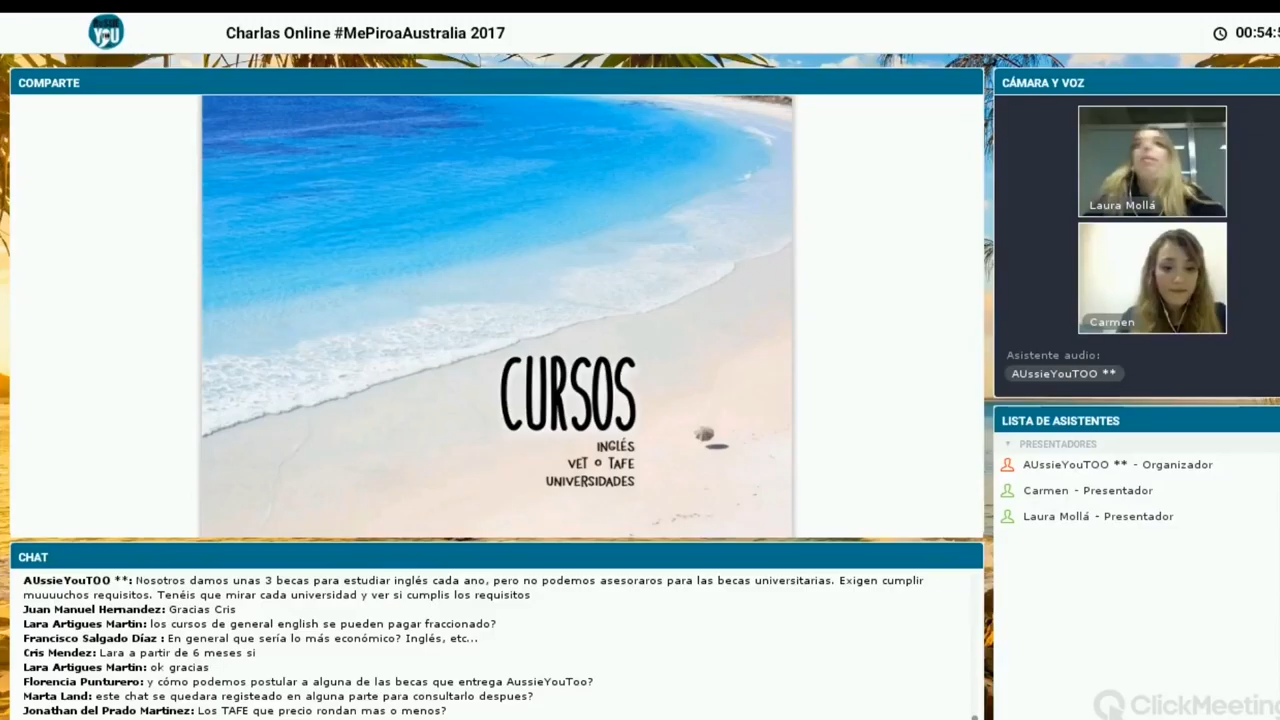 YOU
Charlas Online #MePiroaAustralia 2017
00:54:5
COMPARTE
CURSOS
INGLÉS
VET o TAFE
UNIVERSIDADES
CÁMARA Y VOZ
Laura Mollá
Carmen
Asistente audio:
AUssieYouTOO **
LISTA DE ASISTENTES
PRESENTADORES
AUssieYouTOO ** - Organizador
Carmen - Presentador
Laura Mollá - Presentador
CHAT
AUssieYouTOO **: Nosotros damos unas 3 becas para estudiar inglés cada ano, pero no podemos asesoraros para las becas universitarias. Exigen cumplir
muuuuchos requisitos. Tenéis que mirar cada universidad y ver si cumplis los requisitos
Juan Manuel Hernandez: Gracias Cris
Lara Artigues Martin: los cursos de general english se pueden pagar fraccionado?
Francisco Salgado Díaz : En general que sería lo más económico? Inglés, etc...
Cris Mendez: Lara a partir de 6 meses si
Lara Artigues Martin: ok gracias
Florencia Punturero: y cómo podemos postular a alguna de las becas que entrega AussieYouToo?
Marta Land: este chat se quedara registeado en alguna parte para consultarlo despues?
Jonathan del Prado Martinez: Los TAFE que precio rondan mas o menos?
ClickMeeting